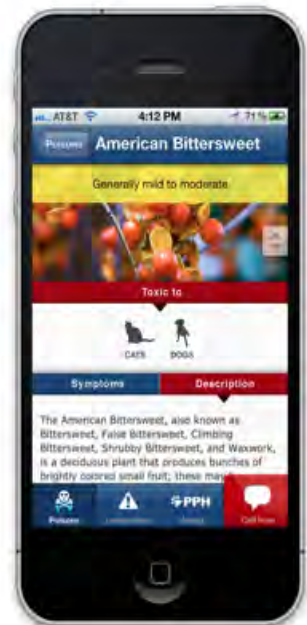 AT&T 4:12 PM 71%
Poisons American Bittersweet
Generally mild to moderate
Toxic to
CATS DOGS
Symptoms Description
The American Bittersweet, also known as
Bittersweet, False Bittersweet, Climbing
Bittersweet, Shrubby Bittersweet, and Waxwork,
is a deciduous plant that produces bunches of
brightly colored small fruit; these may
Poisons PPH Call Now